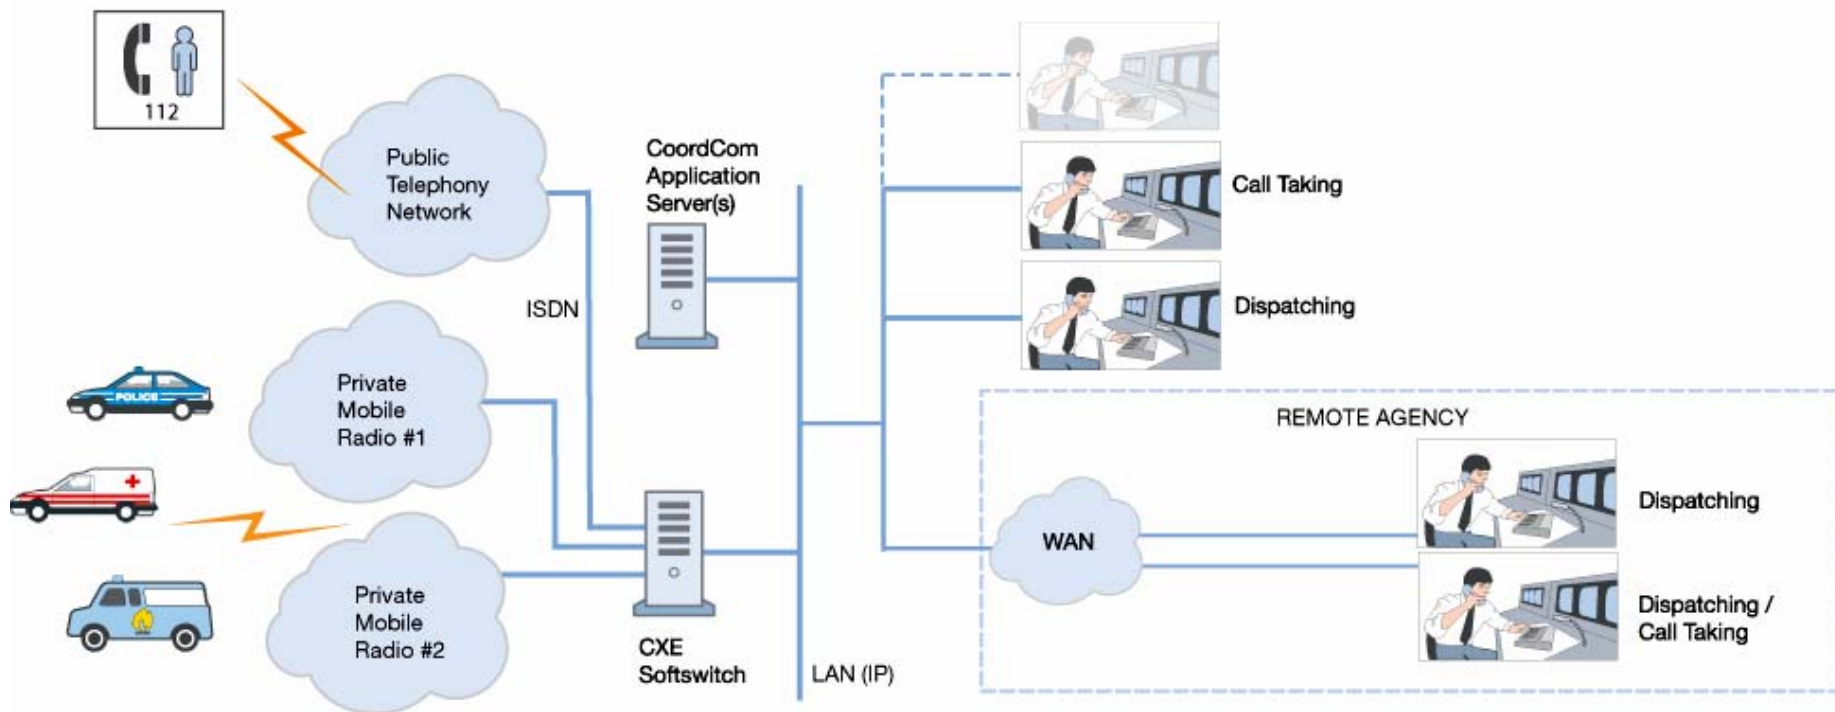 112
Public
Telephony
Network
CoordCom
Application
Server(s)
Call Taking
ISDN
Dispatching
Private
Mobile
Radio #1
POLICE
REMOTE AGENCY
Dispatching
WAN
Private
Mobile
Radio #2
Dispatching /
Call Taking
CXE
Softswitch
LAN (IP)